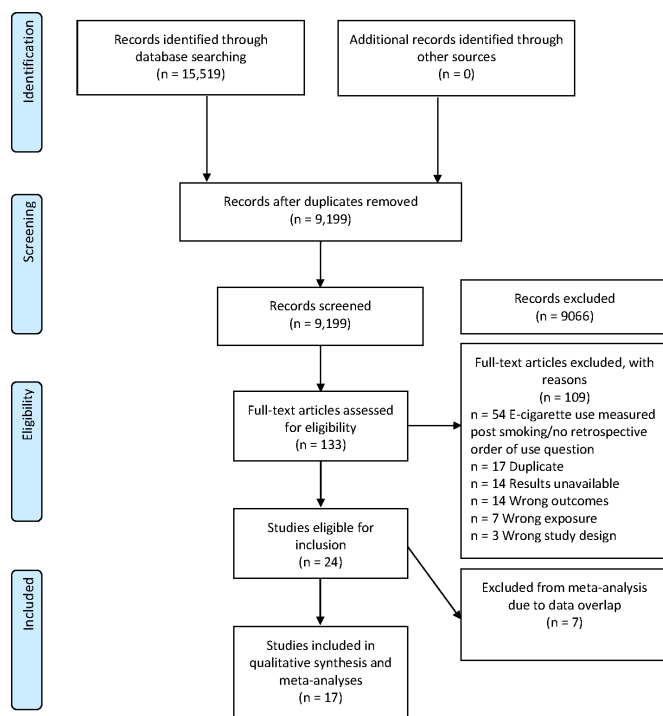 Identification
Records identified through
database searching
(n = 15,519)
Additional records identified through
other sources
(n = 0)
Screening
Records after duplicates removed
(n = 9,199)
Records screened
(n = 9,199)
Records excluded
(n = 9066)
Eligibility
Full-text articles assessed
for eligibility
(n = 133)
Full-text articles excluded, with
reasons
(n = 109)
n = 54 E-cigarette use measured
post smoking/no retrospective
order of use question
n = 17 Duplicate
n = 14 Results unavailable
n = 14 Wrong outcomes
n = 7 Wrong exposure
n = 3 Wrong study design
Studies eligible for
inclusion
(n = 24)
Included
Excluded from meta-analysis
due to data overlap
(n = 7)
Studies included in
qualitative synthesis and
meta-analyses
(n = 17)